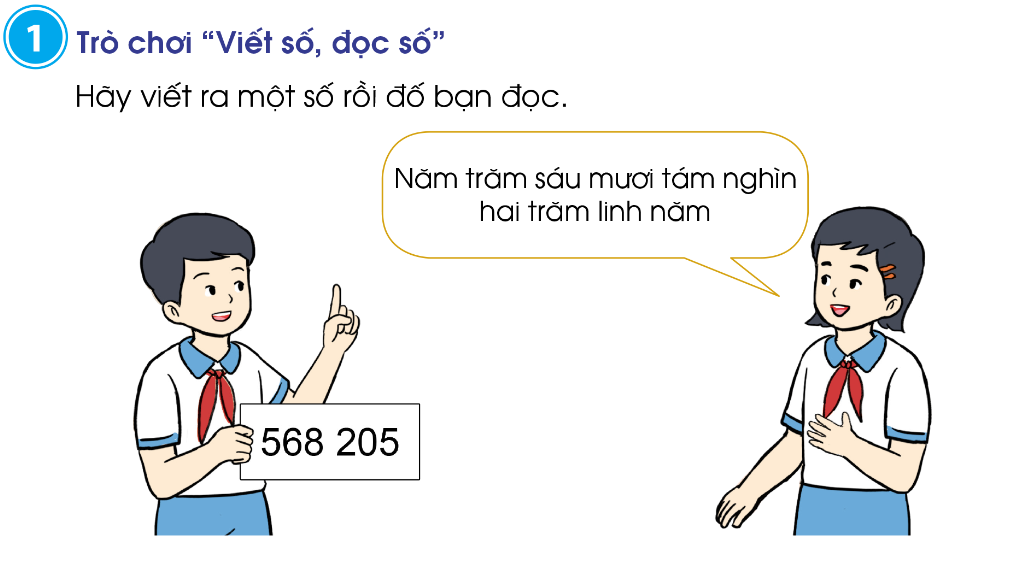 1
Trò chơi “Viết số, đọc số”
Hãy viết ra một số rồi đố bạn đọc.
Năm trăm sáu mươi tám nghìn
hai trăm linh năm
568 205